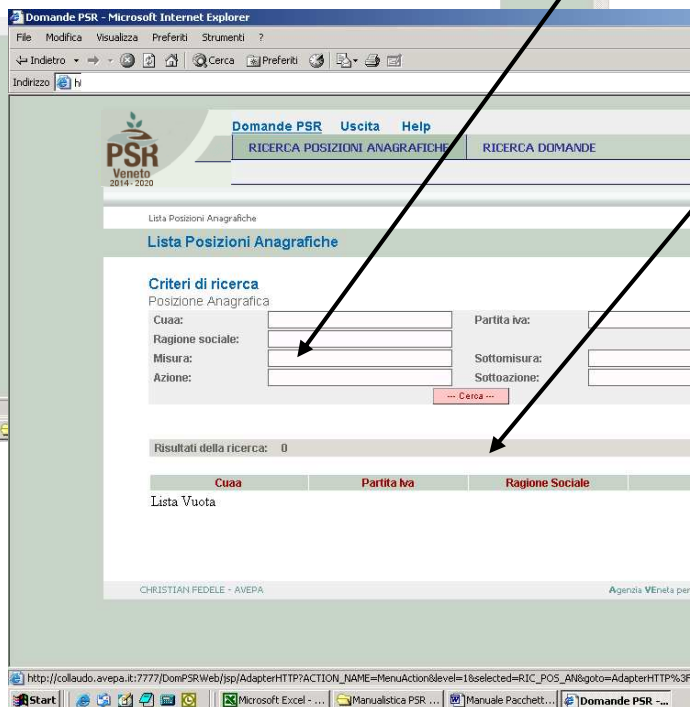 Domande PSR - Microsoft Internet Explorer
File Modifica Visualizza Preferiti Strumenti ?
Indietro Cerca Preferiti
Indirizzo
Domande PSR Uscita Help
RICERCA POSIZIONI ANAGRAFICHE RICERCA DOMANDE
PSR
Veneto
2014-2020
Lista Posizioni Anagrafiche
Lista Posizioni Anagrafiche
Criteri di ricerca
Posizione Anagrafica
Cuaa: Partita iva:
Ragione sociale:
Misura: Sottomisura:
Azione: Sottoazione:
--- Cerca ---
Risultati della ricerca: 0
Cuaa Partita Iva Ragione Sociale
Lista Vuota
CHRISTIAN FEDELE - AVEPA Agenzia VEneta per
http://collaudo.avepa.it:7777/DomPSRWeb/jsp/AdapterHTTP?ACTION_NAME=MenuAction&level=1&selected=RIC_POS_AN&goto=AdapterHTTP%3F
Start Microsoft Excel - ... Manualistica PSR ... Manuale Pacchett... Domande PSR -...